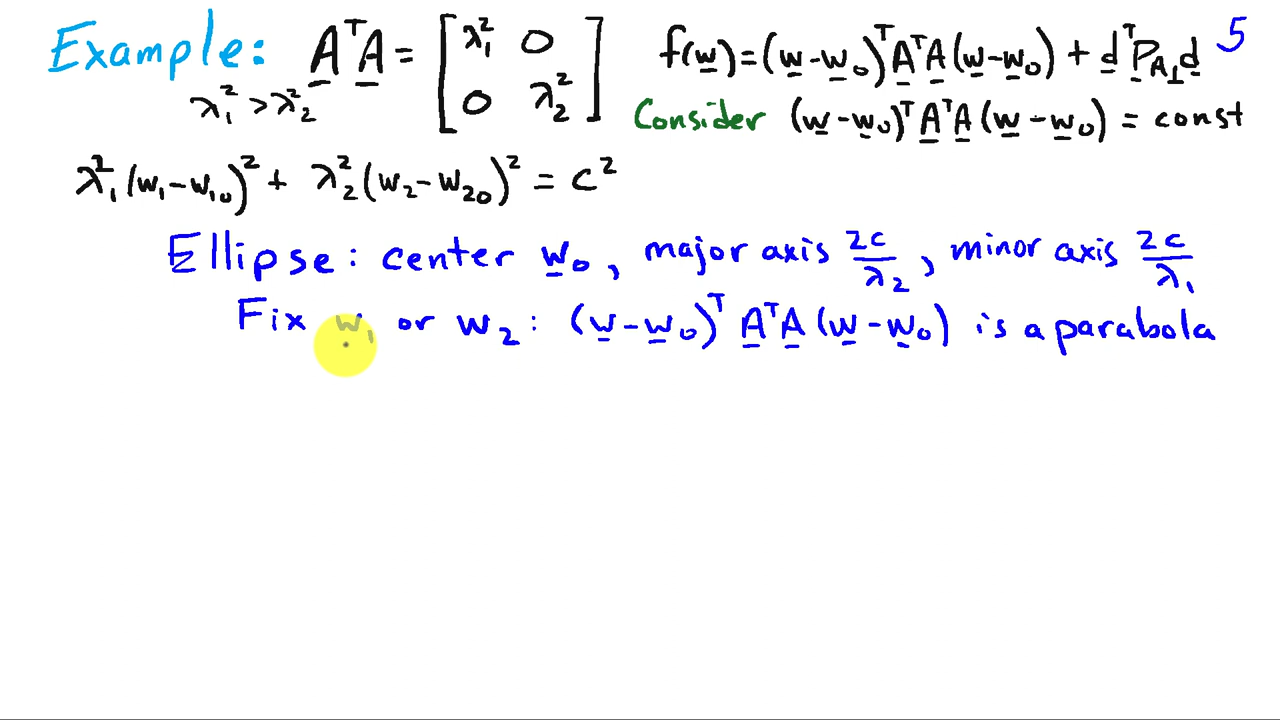 Example: AᵀA = [λ₁² 0; 0 λ₂²] f(w) = (w-w₀)ᵀAᵀA(w-w₀) + dᵀP_A⊥d 5
λ₁² > λ₂² Consider (w-w₀)ᵀAᵀA(w-w₀) = const
λ₁²(w₁-w₁₀)² + λ₂²(w₂-w₂₀)² = c²
Ellipse: center w₀, major axis 2c/λ₂, minor axis 2c/λ₁
Fix w₁ or w₂: (w-w₀)ᵀAᵀA(w-w₀) is a parabola